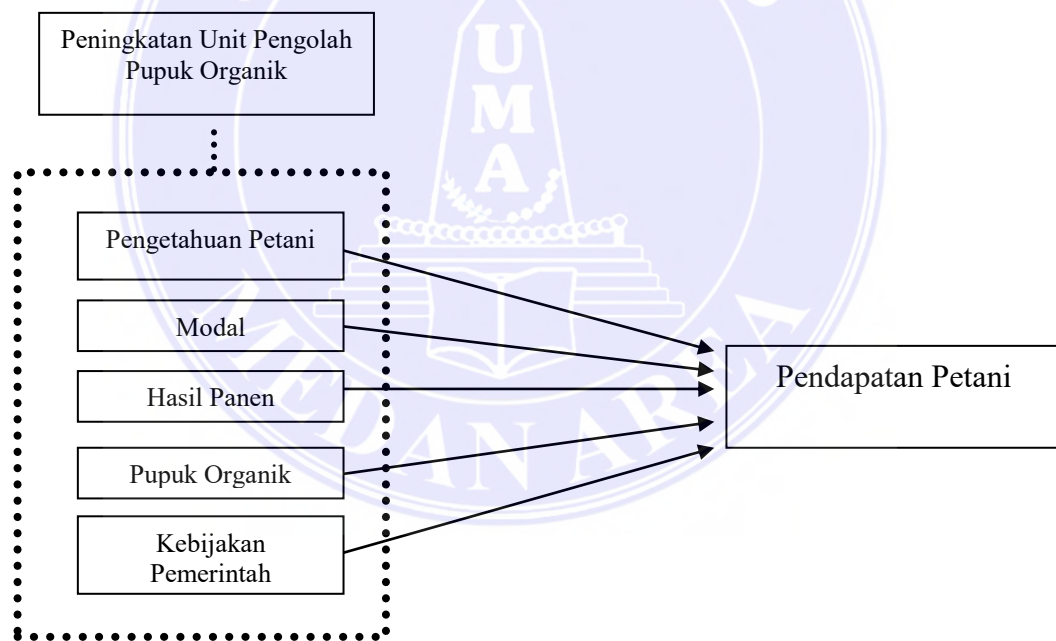 Peningkatan Unit Pengolah
Pupuk Organik
Pengetahuan Petani
Modal
Hasil Panen
Pupuk Organik
Kebijakan
Pemerintah
Pendapatan Petani
U
M
A
MEDAN AREA